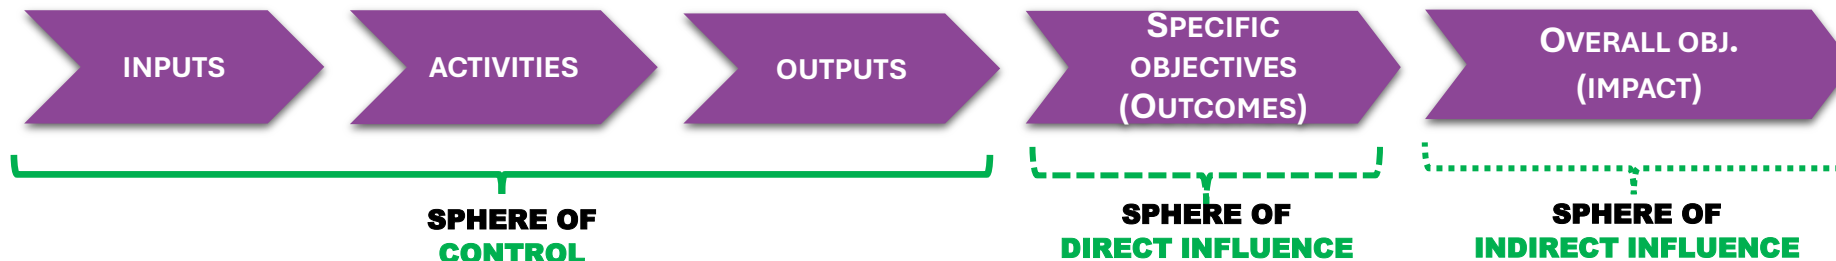 INPUTS
ACTIVITIES
OUTPUTS
SPECIFIC
OBJECTIVES
(OUTCOMES)
OVERALL OBJ.
(IMPACT)
SPHERE OF
CONTROL
SPHERE OF
DIRECT INFLUENCE
SPHERE OF
INDIRECT INFLUENCE